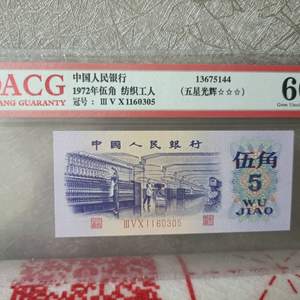 ACG
ANG GUARANTY
中国人民银行
1972年伍角 纺织工人
冠号： ⅢⅤⅩ1160305
13675144
(五星光辉☆☆☆)
中国人民银行
伍角
5
WU
JIAO
ⅢⅤⅩ1160305